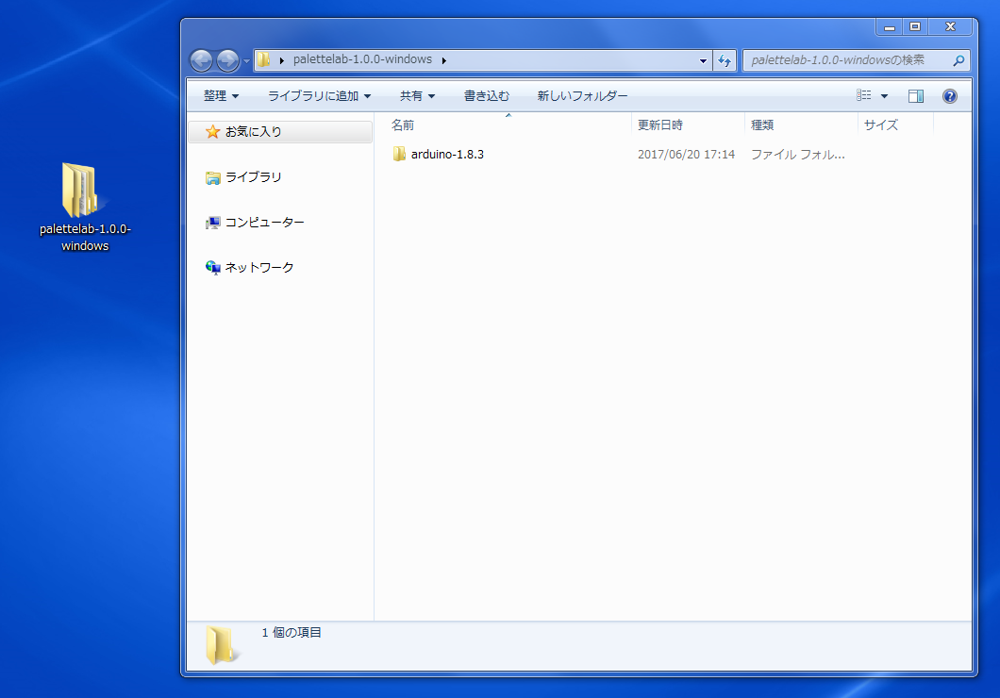 palettelab-1.0.0-windows
palettelab-1.0.0-windowsの検索
整理 ライブラリに追加 共有 書き込む 新しいフォルダー
お気に入り
ライブラリ
コンピューター
ネットワーク
名前 更新日時 種類 サイズ
arduino-1.8.3 2017/06/20 17:14 ファイル フォル...
1 個の項目
palettelab-1.0.0-
windows